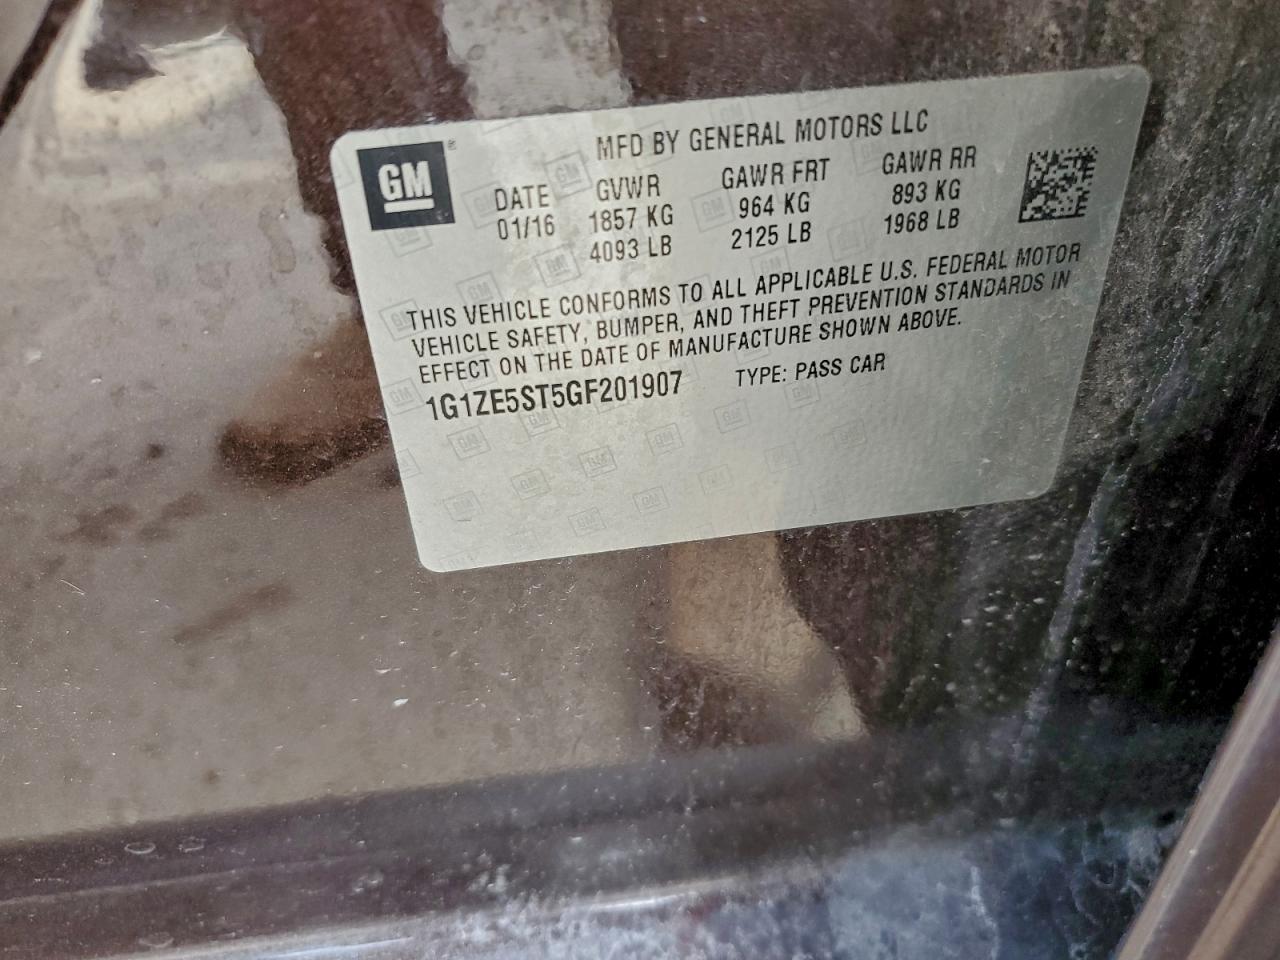 GM
MFD BY GENERAL MOTORS LLC
DATE GVWR GAWR FRT GAWR RR
01/16 1857 KG 964 KG 893 KG
4093 LB 2125 LB 1968 LB
THIS VEHICLE CONFORMS TO ALL APPLICABLE U.S. FEDERAL MOTOR
VEHICLE SAFETY, BUMPER, AND THEFT PREVENTION STANDARDS IN
EFFECT ON THE DATE OF MANUFACTURE SHOWN ABOVE.
1G1ZE5ST5GF201907 TYPE: PASS CAR